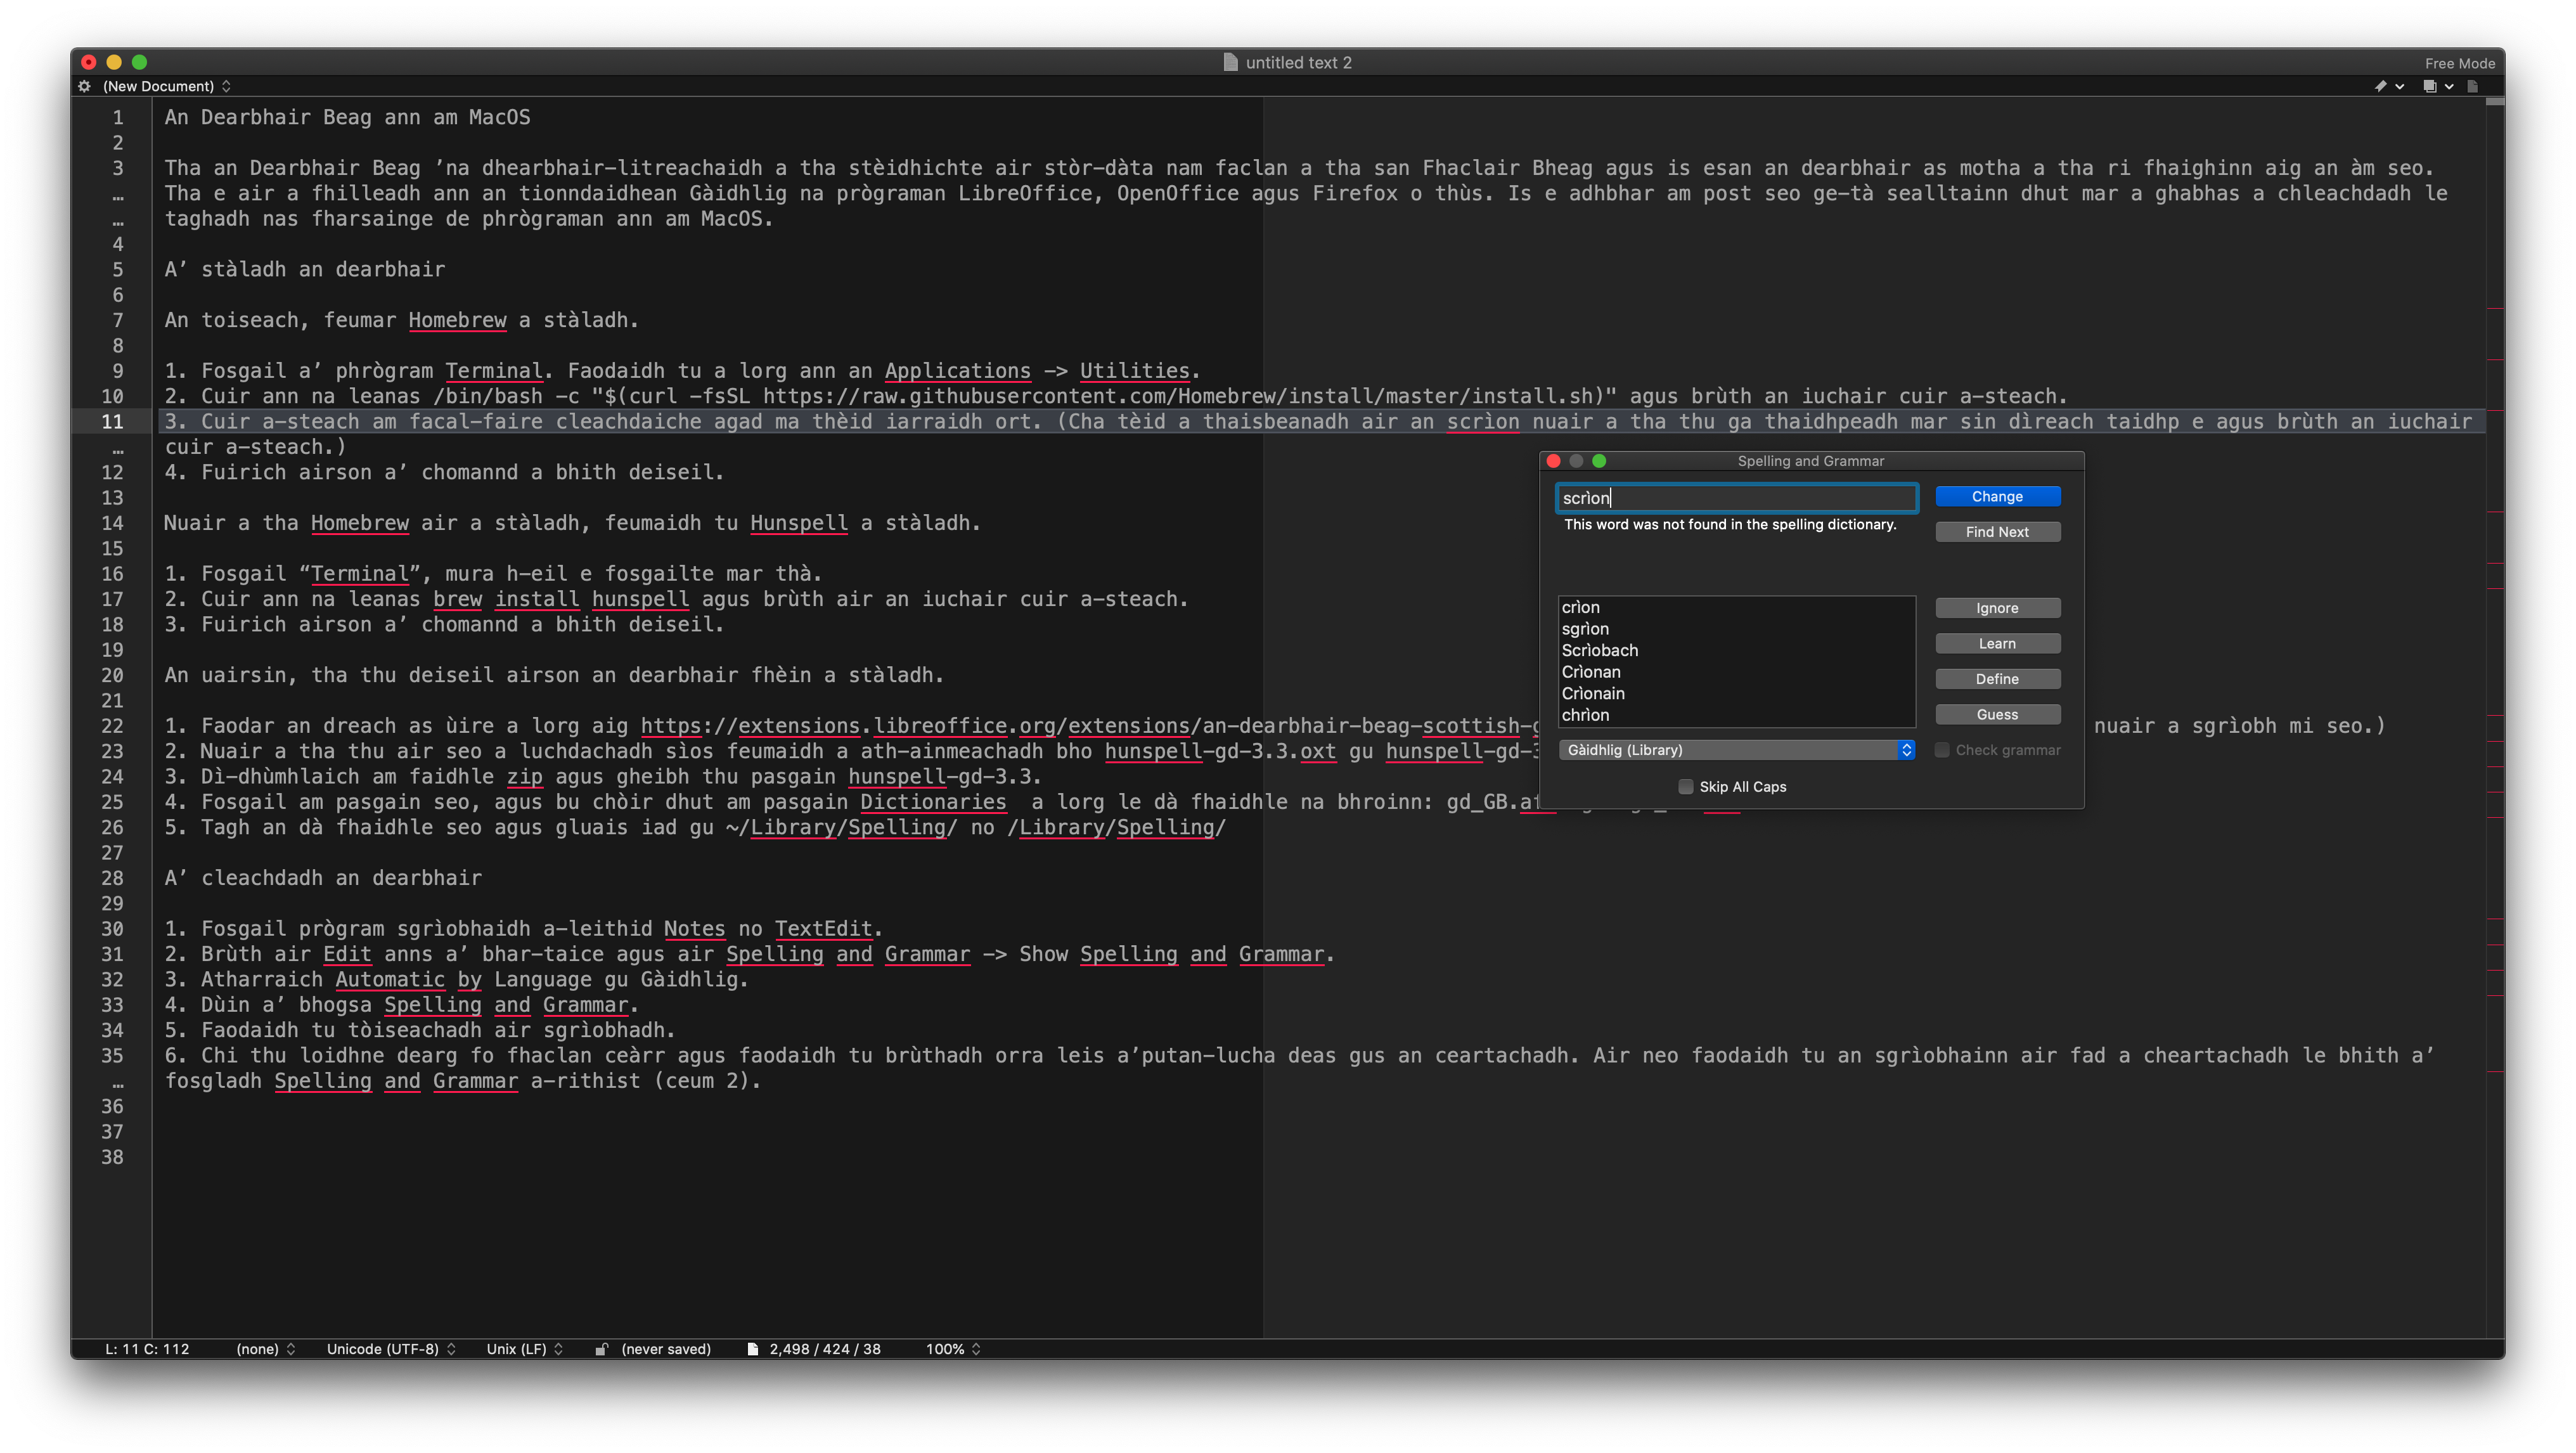 untitled text 2
Free Mode
(New Document)
1 An Dearbhair Beag ann am MacOS
2
3 Tha an Dearbhair Beag ’na dhearbhair-litreachaidh a tha stèidhichte air stòr-dàta nam faclan a tha san Fhaclair Bheag agus is esan an dearbhair as motha a tha ri fhaighinn aig an àm seo.
… Tha e air a fhilleadh ann an tionndaidhean Gàidhlig na prògraman LibreOffice, OpenOffice agus Firefox o thùs. Is e adhbhar am post seo ge-tà sealltainn dhut mar a ghabhas a chleachdadh le
… taghadh nas fharsainge de phrògraman ann am MacOS.
4
5 A’ stàladh an dearbhair
6
7 An toiseach, feumar Homebrew a stàladh.
8
9 1. Fosgail a’ phrògram Terminal. Faodaidh tu a lorg ann an Applications -> Utilities.
10 2. Cuir ann na leanas /bin/bash -c "$(curl -fsSL https://raw.githubusercontent.com/Homebrew/install/master/install.sh)" agus brùth an iuchair cuir a-steach.
11 3. Cuir a-steach am facal-faire cleachdaiche agad ma thèid iarraidh ort. (Cha tèid a thaisbeanadh air an scrìon nuair a tha thu ga thaidhpeadh mar sin dìreach taidhp e agus brùth an iuchair
… cuir a-steach.)
12 4. Fuirich airson a’ chomannd a bhith deiseil.
13
14 Nuair a tha Homebrew air a stàladh, feumaidh tu Hunspell a stàladh.
15
16 1. Fosgail “Terminal”, mura h-eil e fosgailte mar thà.
17 2. Cuir ann na leanas brew install hunspell agus brùth air an iuchair cuir a-steach.
18 3. Fuirich airson a’ chomannd a bhith deiseil.
19
20 An uairsin, tha thu deiseil airson an dearbhair fhèin a stàladh.
21
22 1. Faodar an dreach as ùire a lorg aig https://extensions.libreoffice.org/extensions/an-dearbhair-beag-scottish- nuair a sgrìobh mi seo.)
23 2. Nuair a tha thu air seo a luchdachadh sìos feumaidh a ath-ainmeachadh bho hunspell-gd-3.3.oxt gu hunspell-gd-
24 3. Dì-dhùmhlaich am faidhle zip agus gheibh thu pasgain hunspell-gd-3.3.
25 4. Fosgail am pasgain seo, agus bu chòir dhut am pasgain Dictionaries  a lorg le dà fhaidhle na bhroinn: gd_GB.
26 5. Tagh an dà fhaidhle seo agus gluais iad gu ~/Library/Spelling/ no /Library/Spelling/
27
28 A’ cleachdadh an dearbhair
29
30 1. Fosgail prògram sgrìobhaidh a-leithid Notes no TextEdit.
31 2. Brùth air Edit anns a’ bhar-taice agus air Spelling and Grammar -> Show Spelling and Grammar.
32 3. Atharraich Automatic by Language gu Gàidhlig.
33 4. Dùin a’ bhogsa Spelling and Grammar.
34 5. Faodaidh tu tòiseachadh air sgrìobhadh.
35 6. Chi thu loidhne dearg fo fhaclan ceàrr agus faodaidh tu brùthadh orra leis a’putan-lucha deas gus an ceartachadh. Air neo faodaidh tu an sgrìobhainn air fad a cheartachadh le bhith a’
… fosgladh Spelling and Grammar a-rithist (ceum 2).
36
37
38
Spelling and Grammar
scrìon
Change
This word was not found in the spelling dictionary.
Find Next
crìon
sgrìon
Scrìobach
Crìonan
Crìonain
chrìon
Ignore
Learn
Define
Guess
Gàidhlig (Library)
Check grammar
Skip All Caps
L: 11 C: 112 (none) Unicode (UTF-8) Unix (LF) (never saved) 2,498 / 424 / 38 100%